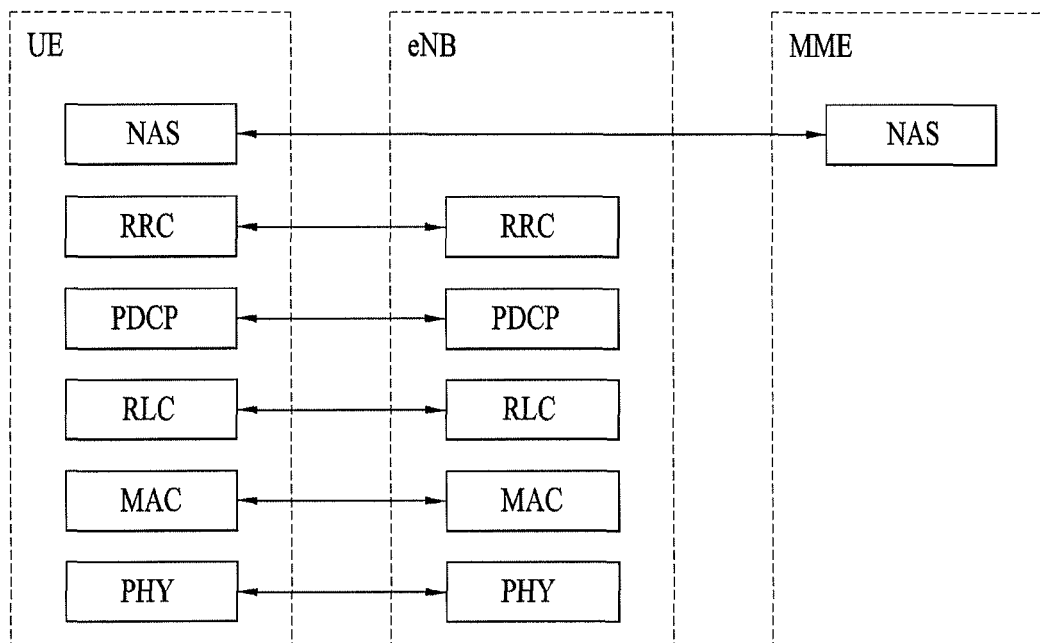 UE eNB MME
NAS NAS
RRC RRC
PDCP PDCP
RLC RLC
MAC MAC
PHY PHY